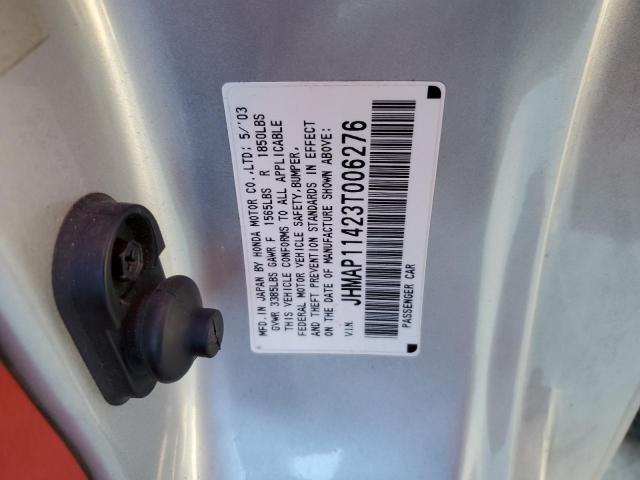 MFD. IN JAPAN BY HONDA MOTOR CO.,LTD: 5/'03
GVWR 3385LBS GAWR F 1565LBS R 1850LBS
THIS VEHICLE CONFORMS TO ALL APPLICABLE
FEDERAL MOTOR VEHICLE SAFETY,BUMPER,
AND THEFT PREVENTION STANDARDS IN EFFECT
ON THE DATE OF MANUFACTURE SHOWN ABOVE:
V.I.N. JHMAP11423T006276
PASSENGER CAR